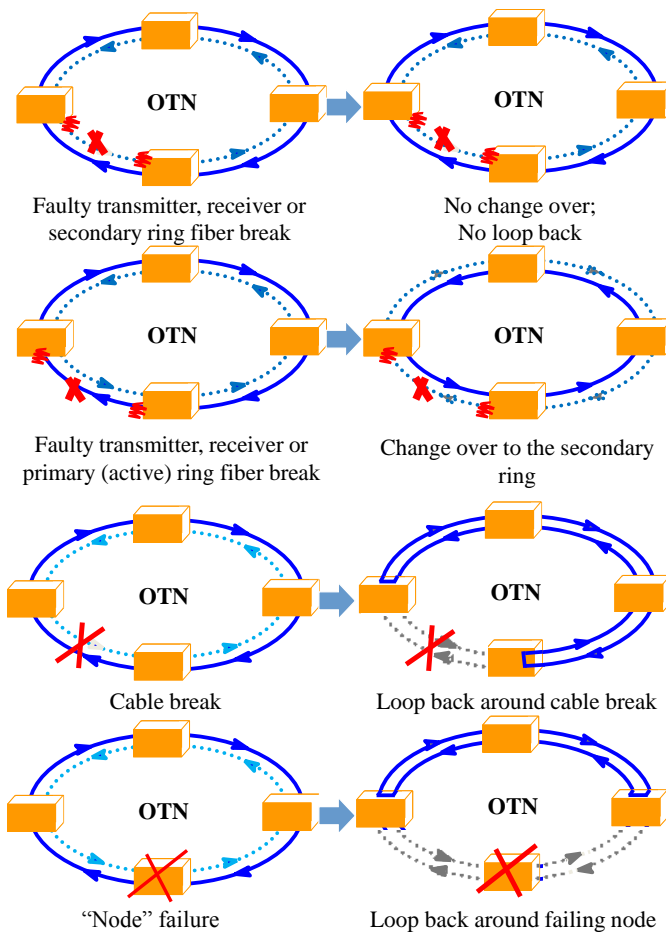 OTN
OTN
Faulty transmitter, receiver or
secondary ring fiber break
No change over;
No loop back
OTN
OTN
Faulty transmitter, receiver or
primary (active) ring fiber break
Change over to the secondary
ring
OTN
OTN
Cable break
Loop back around cable break
OTN
OTN
“Node” failure
Loop back around failing node